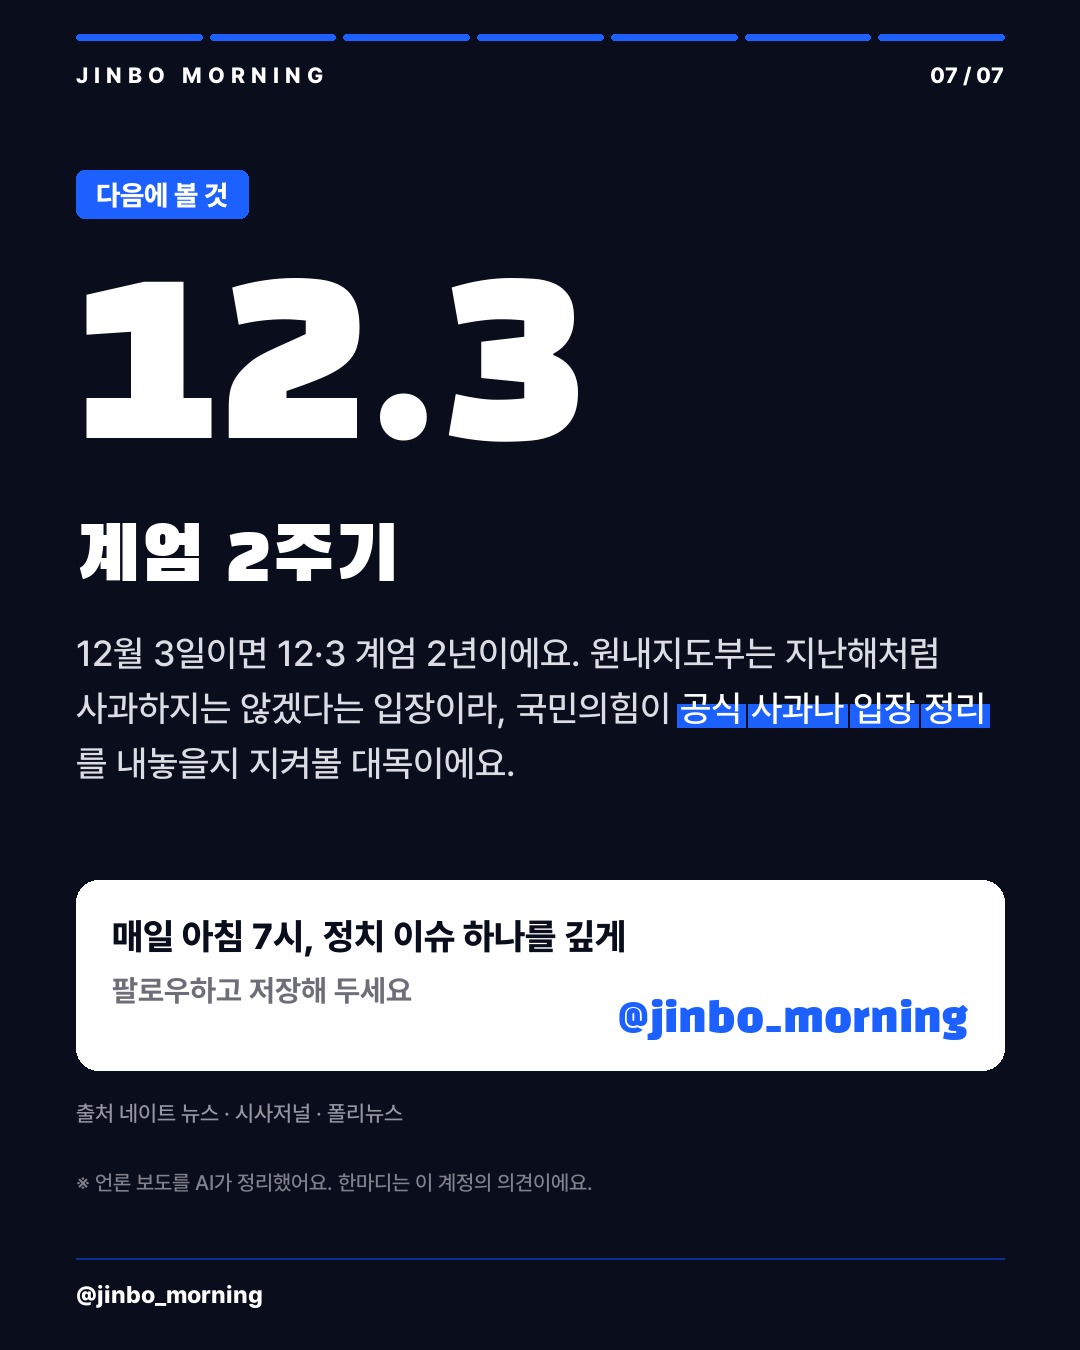 JINBO MORNING
07 / 07
다음에 볼 것
12.3
계엄 2주기
12월 3일이면 12·3 계엄 2년이에요. 원내지도부는 지난해처럼
사과하지는 않겠다는 입장이라, 국민의힘이 공식 사과나 입장 정리
를 내놓을지 지켜볼 대목이에요.
매일 아침 7시, 정치 이슈 하나를 깊게
팔로우하고 저장해 두세요
@jinbo_morning
출처 네이트 뉴스 · 시사저널 · 폴리뉴스
※ 언론 보도를 AI가 정리했어요. 한마디는 이 계정의 의견이에요.
@jinbo_morning